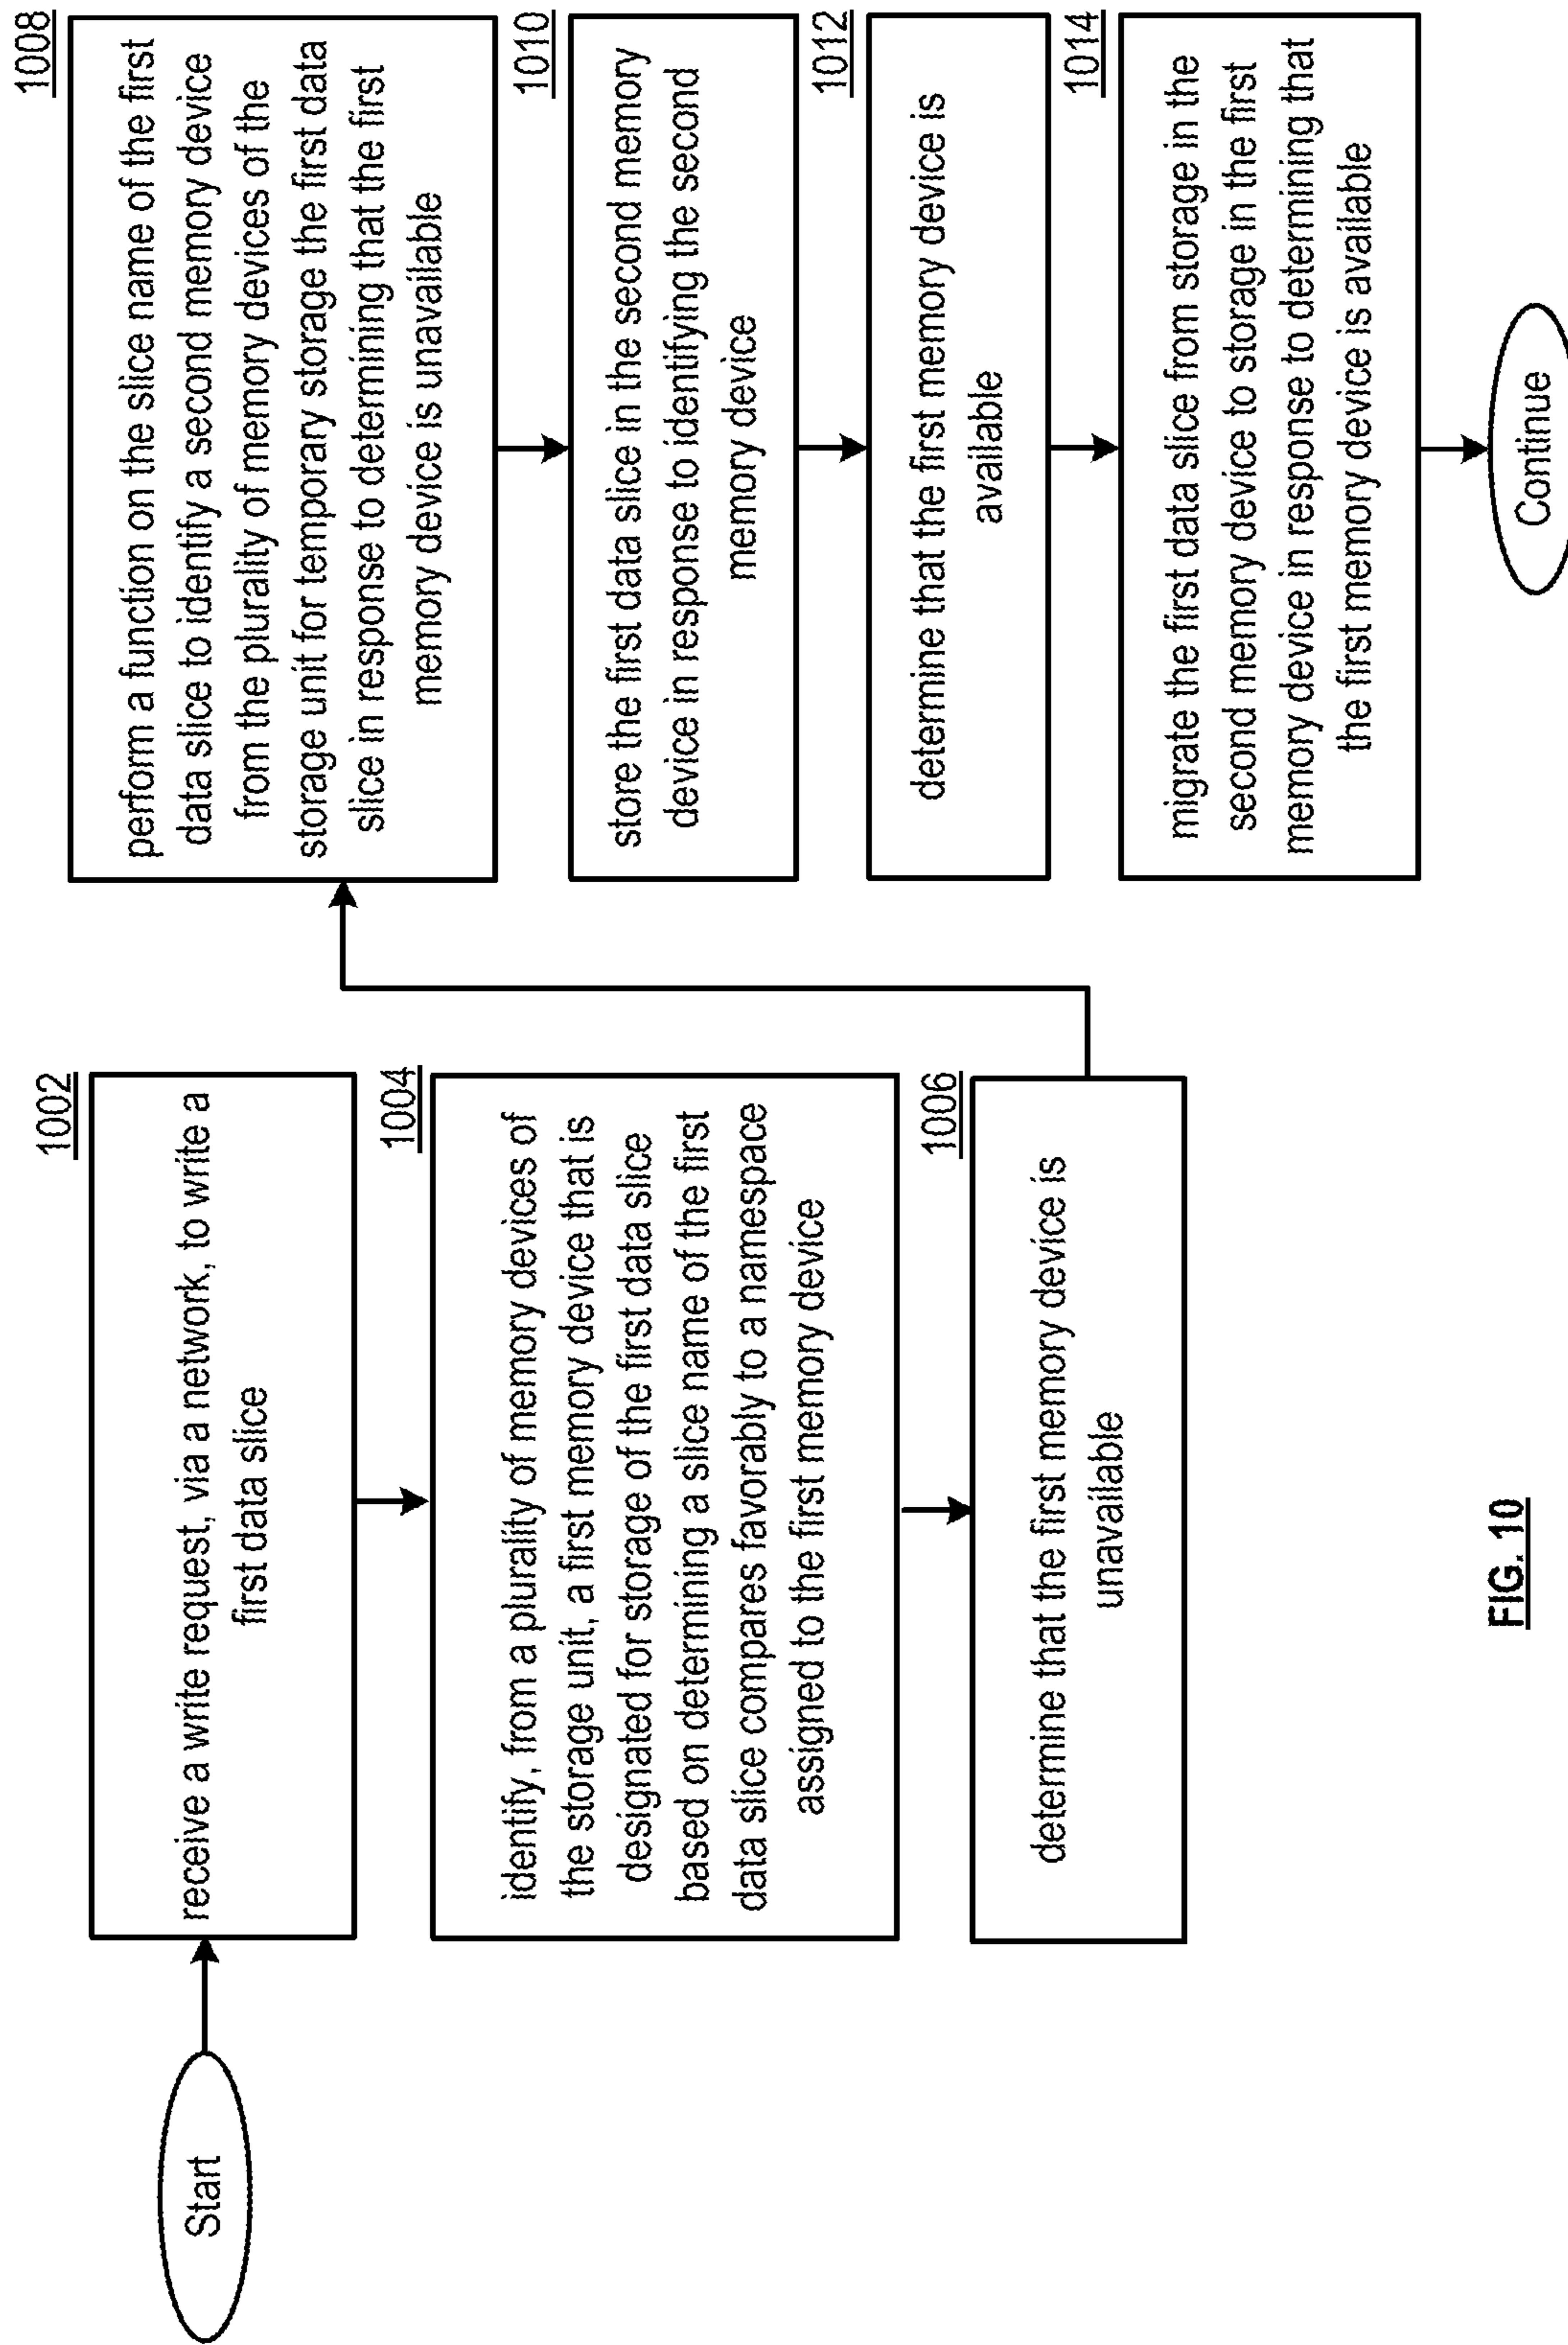 Start
1002
receive a write request, via a network, to write a
first data slice
1004
identify, from a plurality of memory devices of
the storage unit, a first memory device that is
designated for storage of the first data slice
based on determining a slice name of the first
data slice compares favorably to a namespace
assigned to the first memory device
1006
determine that the first memory device is
unavailable
1008
perform a function on the slice name of the first
data slice to identify a second memory device
from the plurality of memory devices of the
storage unit for temporary storage the first data
slice in response to determining that the first
memory device is unavailable
1010
store the first data slice in the second memory
device in response to identifying the second
memory device
1012
determine that the first memory device is
available
1014
migrate the first data slice from storage in the
second memory device to storage in the first
memory device in response to determining that
the first memory device is available
Continue
FIG. 10